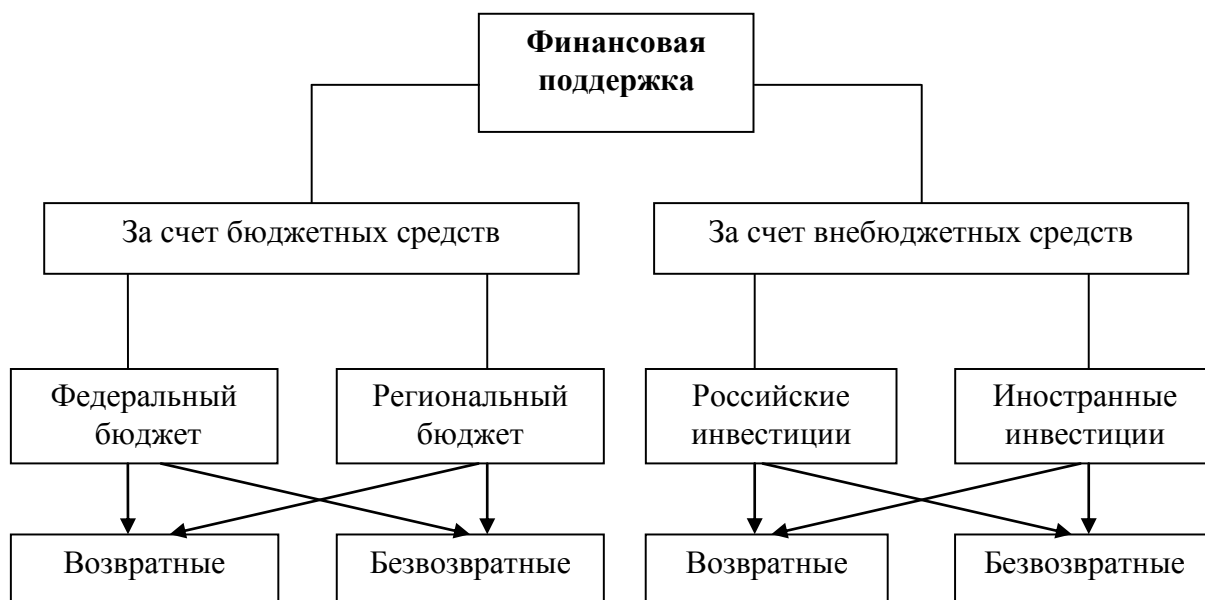 Финансовая
поддержка
За счет бюджетных средств
За счет внебюджетных средств
Федеральный
бюджет
Региональный
бюджет
Российские
инвестиции
Иностранные
инвестиции
Возвратные
Безвозвратные
Возвратные
Безвозвратные